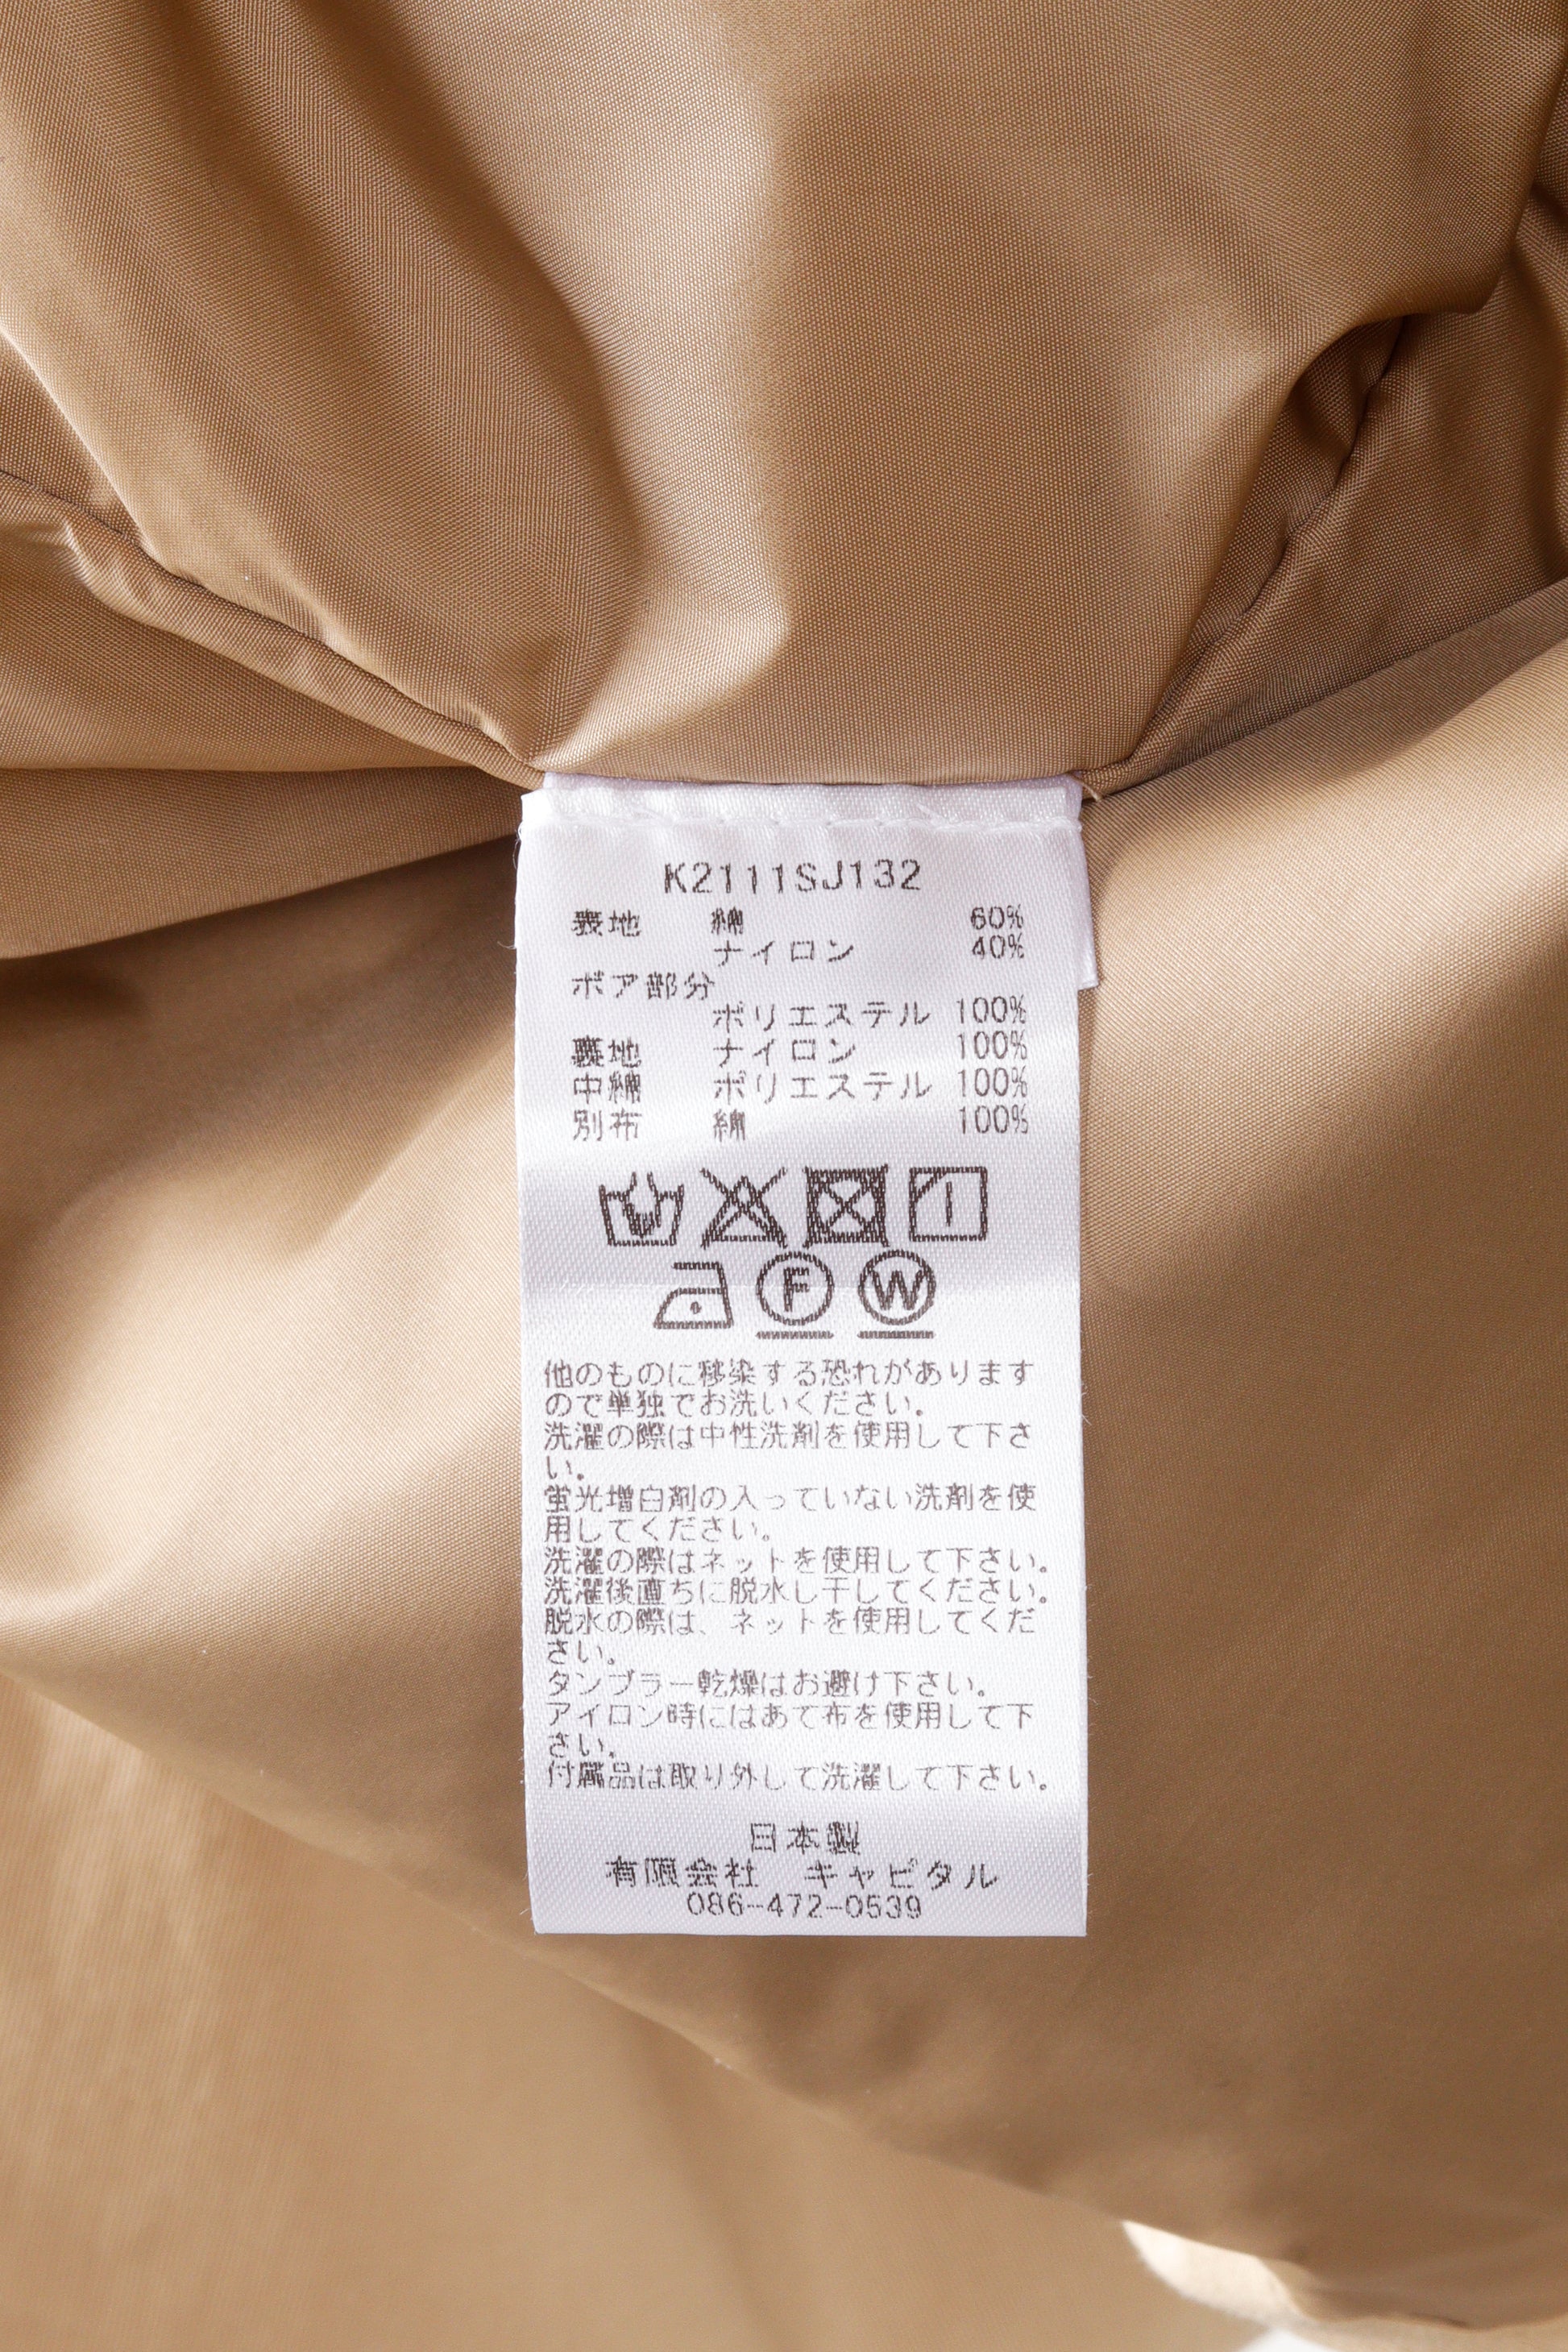 K2111SJ132
表地 綿 60%
ナイロン 40%
ボア部分
ポリエステル 100%
裏地 ナイロン 100%
中綿 ポリエステル 100%
別布 綿 100%
F W
他のものに移染する恐れがあります
ので単独でお洗いください。
洗濯の際は中性洗剤を使用して下さ
い。
蛍光増白剤の入っていない洗剤を使
用してください。
洗濯の際はネットを使用して下さい。
洗濯後直ちに脱水し干してください。
脱水の際は、ネットを使用してくだ
さい。
タンブラー乾燥はお避け下さい。
アイロン時にはあて布を使用して下
さい。
付属品は取り外して洗濯して下さい。
日本製
有限会社 キャピタル
086-472-0539